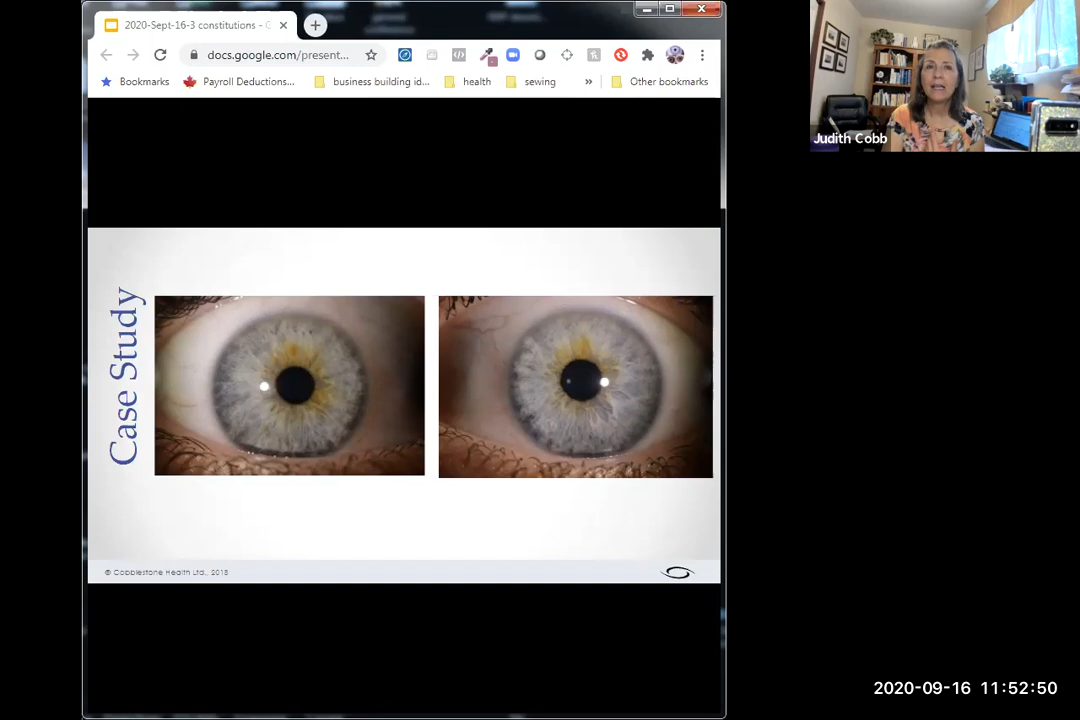 2020-Sept-16-3 constitutions - G
docs.google.com/present...
Bookmarks
Payroll Deductions...
business building id...
health
sewing
»
Other bookmarks
Judith Cobb
Case Study
© Cobblestone Health Ltd., 2018
2020-09-16 11:52:50